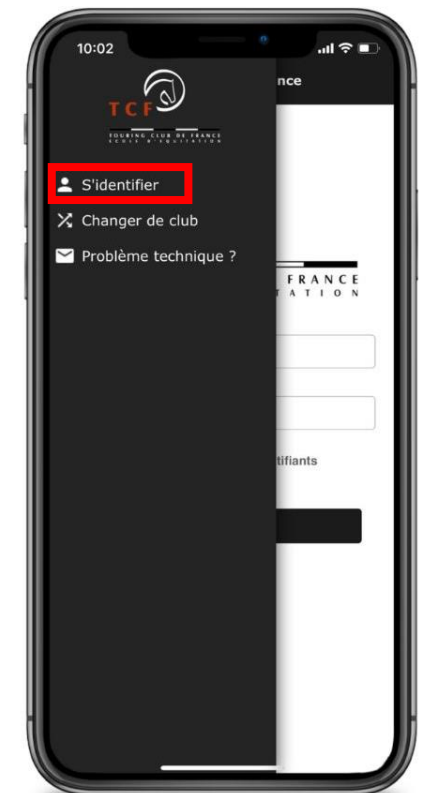 10:02
nce
TCF
TOURING CLUB DE FRANCE
ECOLE D'EQUITATION
S'identifier
Changer de club
Problème technique ?
FRANCE
TATION
tifiants